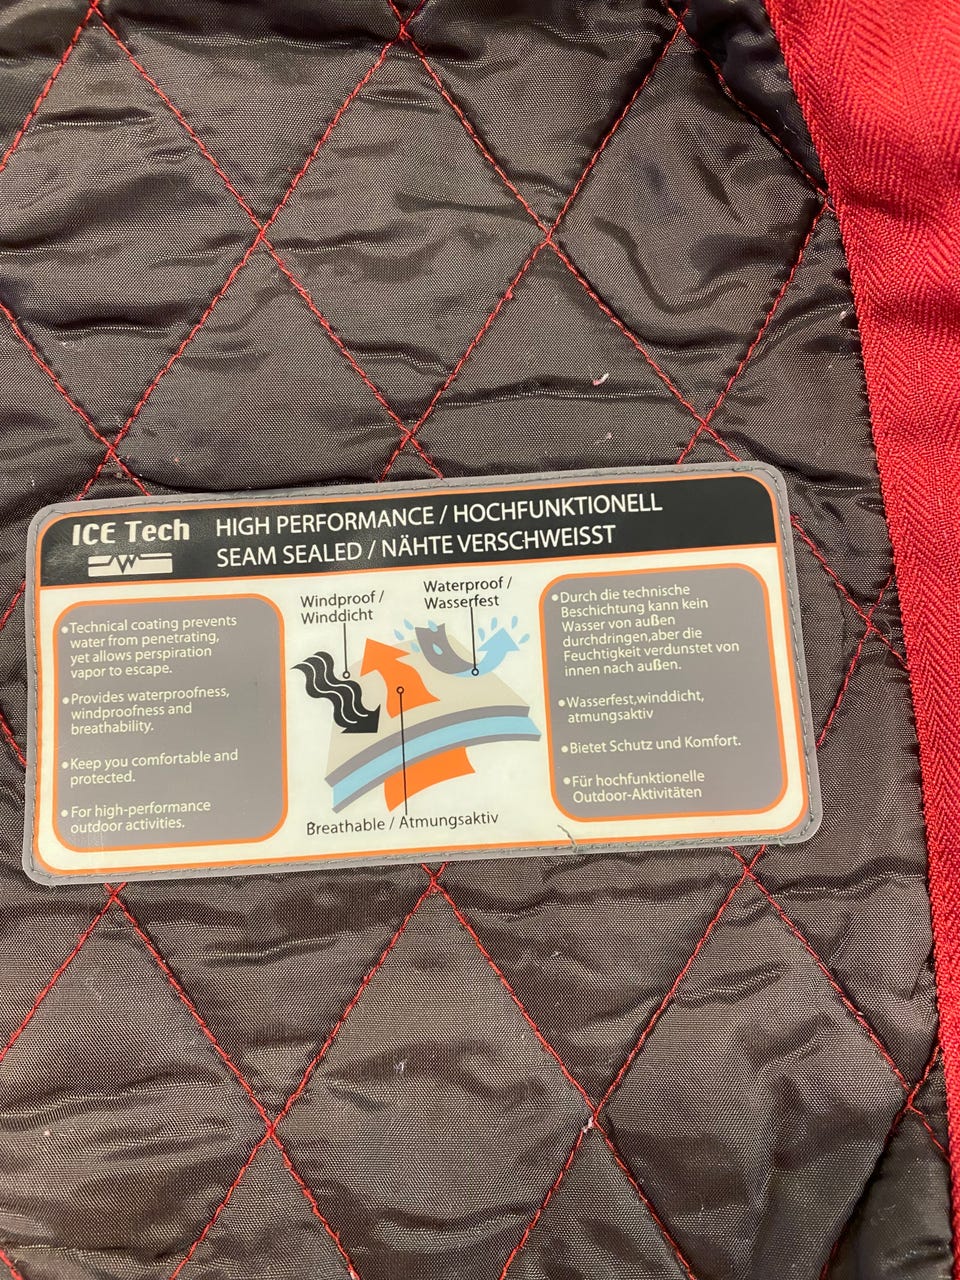 ICE Tech
HIGH PERFORMANCE / HOCHFUNKTIONELL
SEAM SEALED / NÄHTE VERSCHWEISST
•Technical coating prevents
water from penetrating,
yet allows perspiration
vapor to escape.
•Provides waterproofness,
windproofness and
breathability.
•Keep you comfortable and
protected.
•For high-performance
outdoor activities.
Windproof /
Winddicht
Waterproof /
Wasserfest
Breathable / Atmungsaktiv
•Durch die technische
Beschichtung kann kein
Wasser von außen
durchdringen,aber die
Feuchtigkeit verdunstet von
innen nach außen.
•Wasserfest,winddicht,
atmungsaktiv
•Bietet Schutz und Komfort.
•Für hochfunktionelle
Outdoor-Aktivitäten